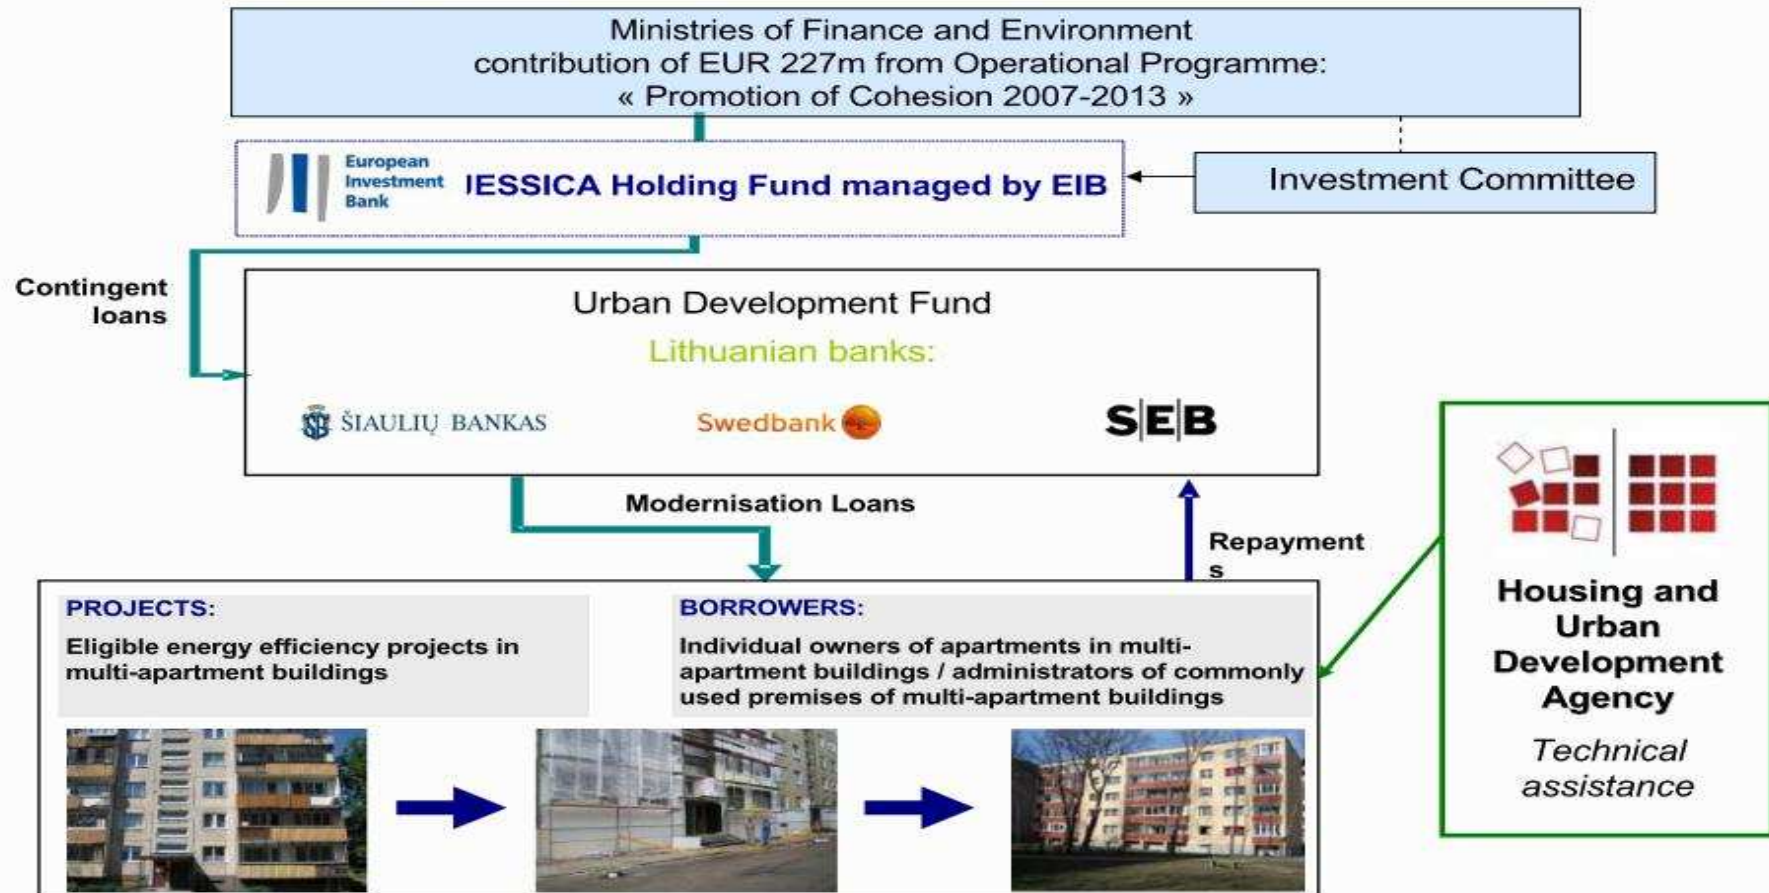 Ministries of Finance and Environment
contribution of EUR 227m from Operational Programme:
« Promotion of Cohesion 2007-2013 »
European
Investment
Bank
JESSICA Holding Fund managed by EIB
Investment Committee
Contingent
loans
Urban Development Fund
Lithuanian banks:
ŠIAULIŲ BANKAS
Swedbank
S|E|B
Modernisation Loans
Repayment
s
PROJECTS:
Eligible energy efficiency projects in
multi-apartment buildings
BORROWERS:
Individual owners of apartments in multi-
apartment buildings / administrators of commonly
used premises of multi-apartment buildings
Housing and
Urban
Development
Agency
Technical
assistance